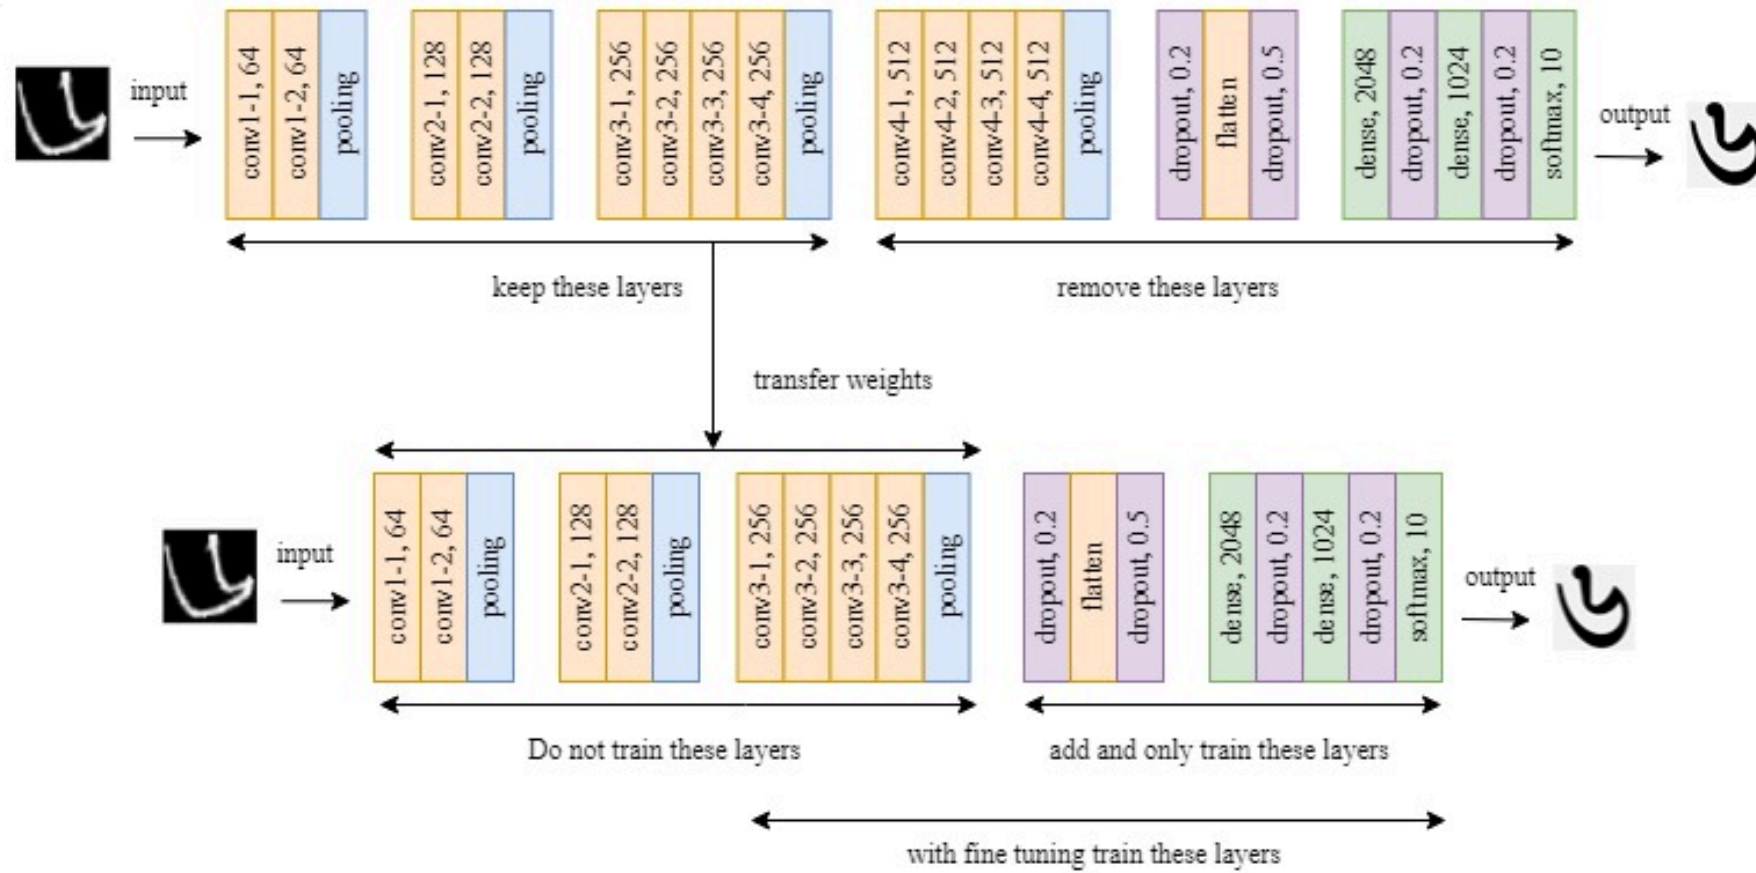 input
conv1-1, 64
conv1-2, 64
pooling
conv2-1, 128
conv2-2, 128
pooling
conv3-1, 256
conv3-2, 256
conv3-3, 256
conv3-4, 256
pooling
conv4-1, 512
conv4-2, 512
conv4-3, 512
conv4-4, 512
pooling
dropout, 0.2
flatten
dropout, 0.5
dense, 2048
dropout, 0.2
dense, 1024
dropout, 0.2
softmax, 10
output
keep these layers
remove these layers
transfer weights
input
conv1-1, 64
conv1-2, 64
pooling
conv2-1, 128
conv2-2, 128
pooling
conv3-1, 256
conv3-2, 256
conv3-3, 256
conv3-4, 256
pooling
dropout, 0.2
flatten
dropout, 0.5
dense, 2048
dropout, 0.2
dense, 1024
dropout, 0.2
softmax, 10
output
Do not train these layers
add and only train these layers
with fine tuning train these layers